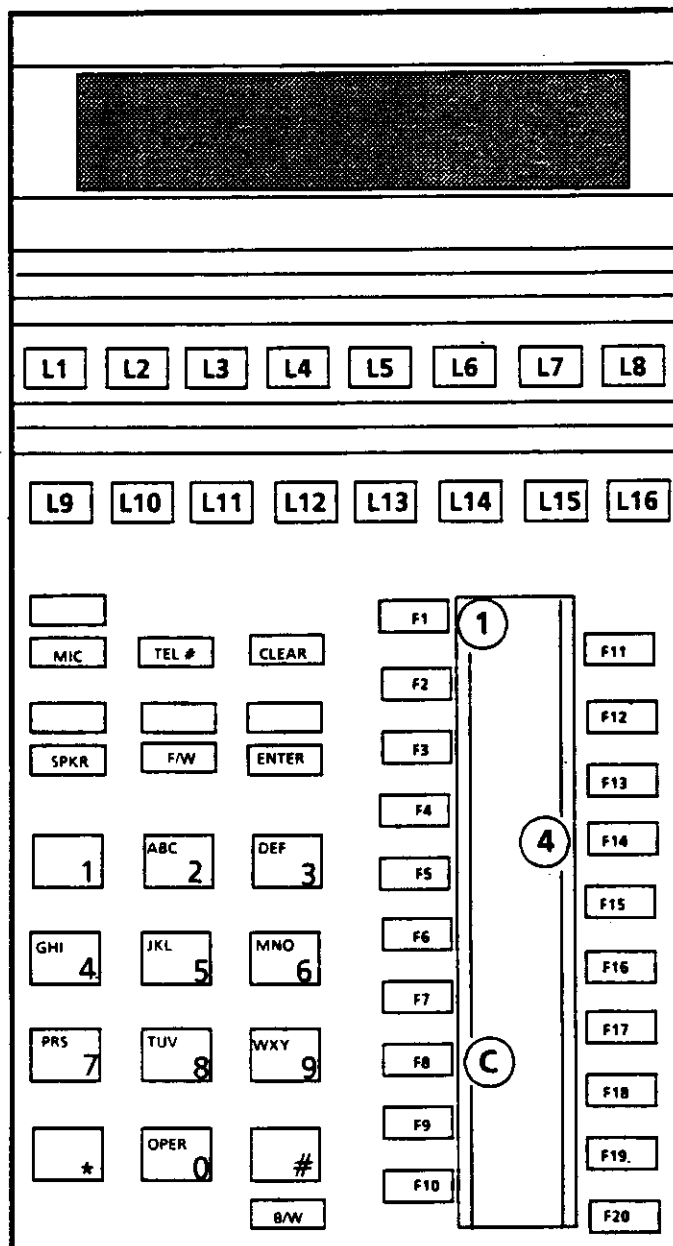 L1 L2 L3 L4 L5 L6 L7 L8
L9 L10 L11 L12 L13 L14 L15 L16
F1 1
MIC TEL # CLEAR F11
F2
F12
SPKR F/W ENTER F3
F13
F4
4 F14
1 ABC 2 DEF 3 F5
F15
GHI 4 JKL 5 MNO 6 F6
F16
F7
F17
PRS 7 TUV 8 WXY 9 F8 C
F18
F9
* OPER 0 # F19
F10
B/W F20